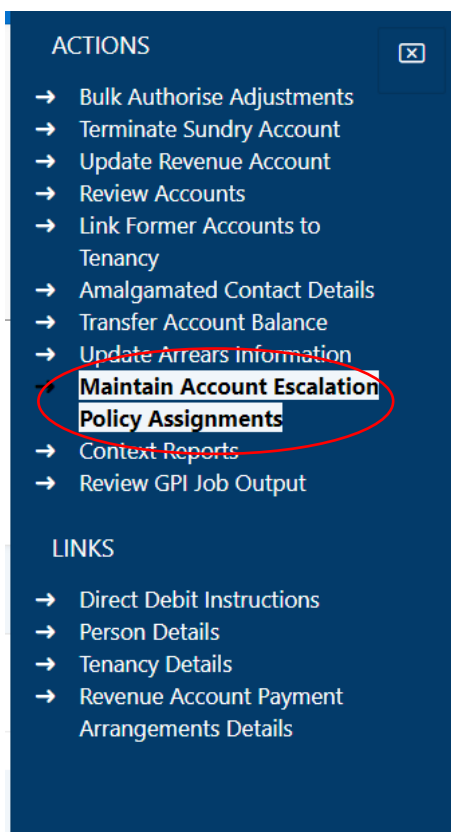 ACTIONS
→ Bulk Authorise Adjustments
→ Terminate Sundry Account
→ Update Revenue Account
→ Review Accounts
→ Link Former Accounts to
Tenancy
→ Amalgamated Contact Details
→ Transfer Account Balance
→ Update Arrears Information
→ Maintain Account Escalation
Policy Assignments
→ Context Reports
→ Review GPI Job Output
LINKS
→ Direct Debit Instructions
→ Person Details
→ Tenancy Details
→ Revenue Account Payment
Arrangements Details